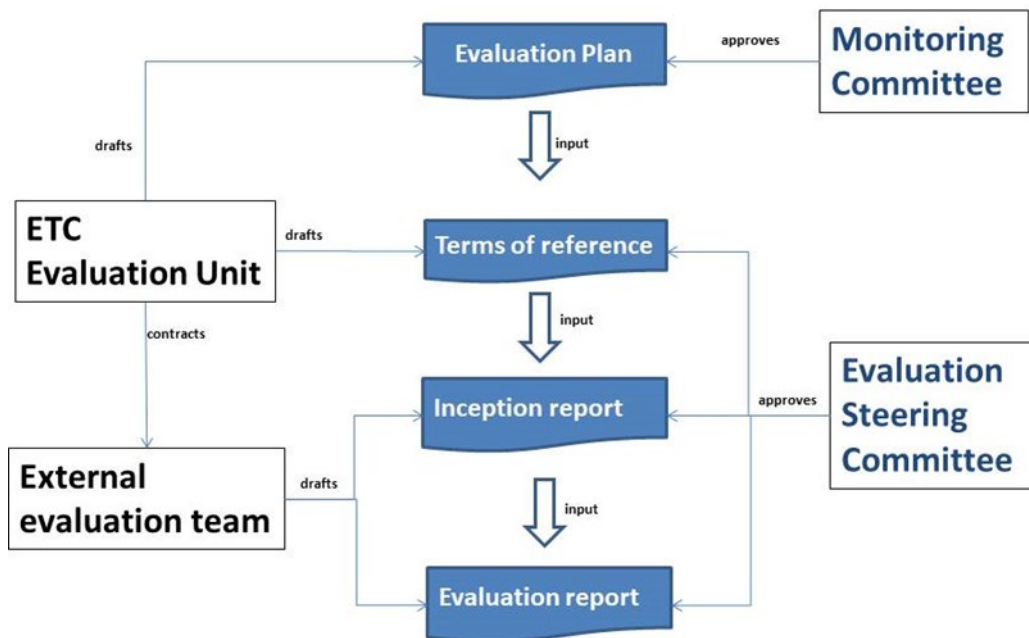 Evaluation Plan
approves
Monitoring
Committee
input
drafts
ETC
Evaluation Unit
drafts
Terms of reference
contracts
input
Evaluation
Steering
Committee
approves
Inception report
External
evaluation team
drafts
input
Evaluation report